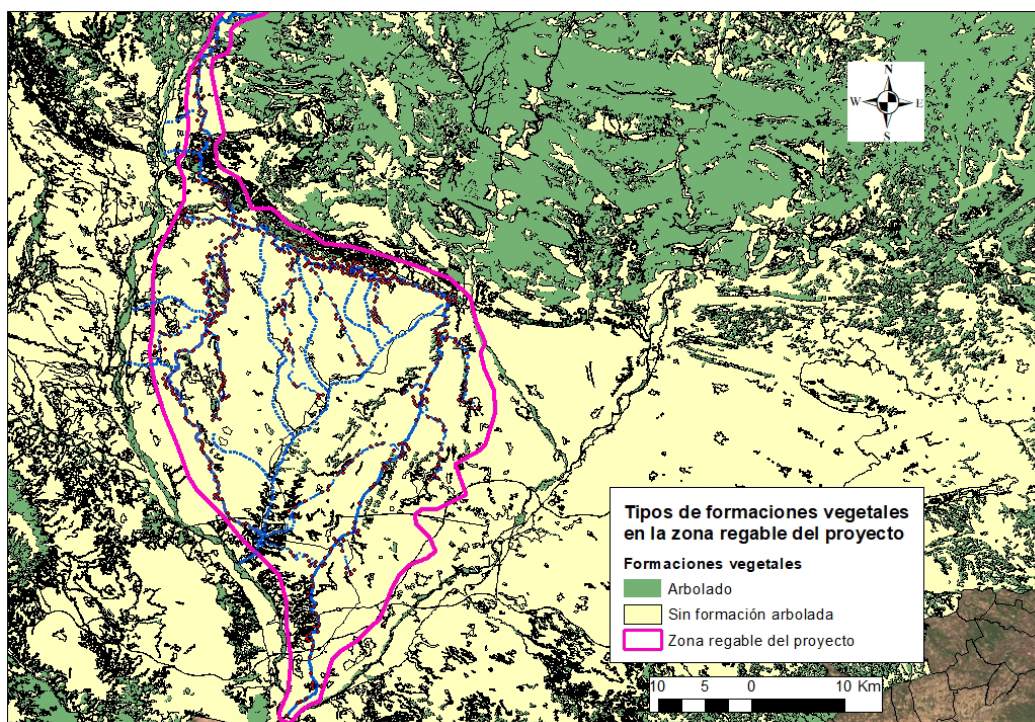 N
W E
S
Tipos de formaciones vegetales
en la zona regable del proyecto
Formaciones vegetales
Arbolado
Sin formación arbolada
Zona regable del proyecto
10 5 0 10 Km